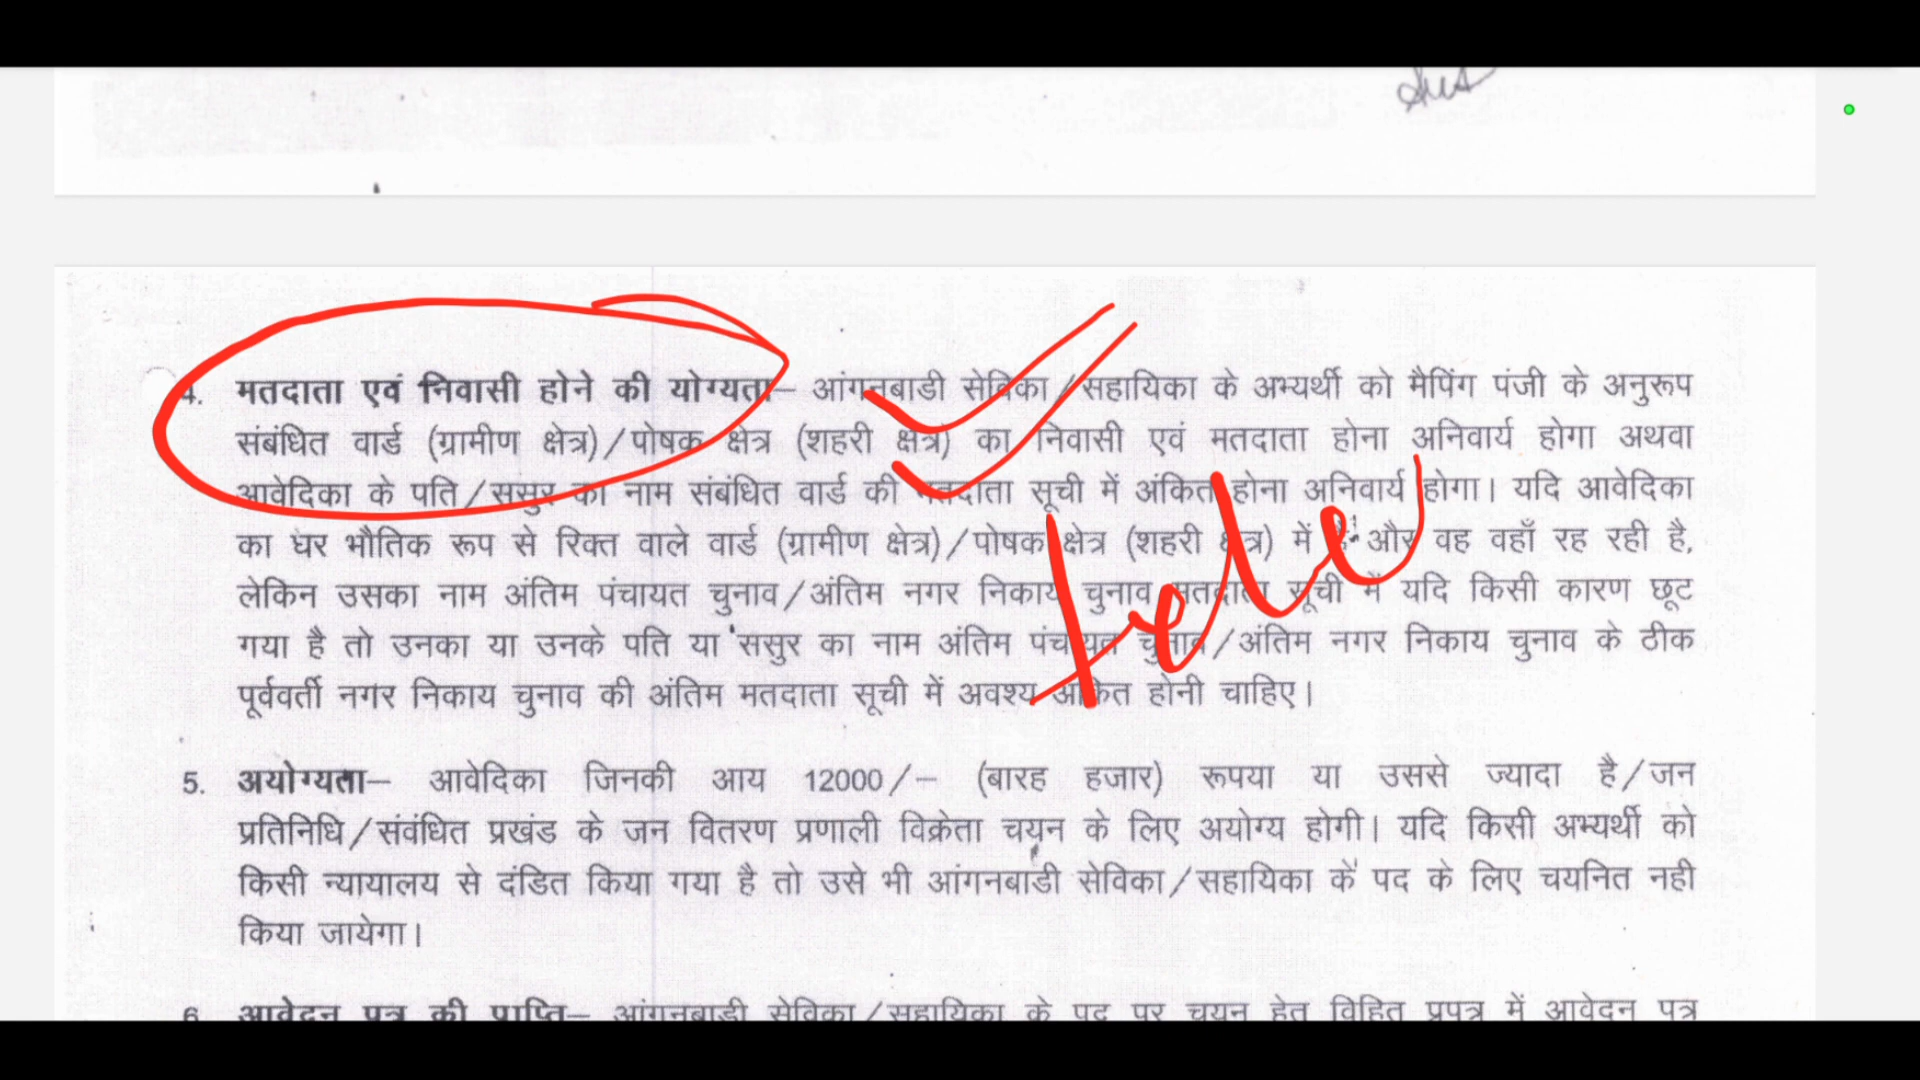 4. मतदाता एवं निवासी होने की योग्यता– आंगनबाडी सेविका/सहायिका के अभ्यर्थी को मैपिंग पंजी के अनुरूप
संबंधित वार्ड (ग्रामीण क्षेत्र)/पोषक क्षेत्र (शहरी क्षेत्र) का निवासी एवं मतदाता होना अनिवार्य होगा अथवा
आवेदिका के पति/ससुर का नाम संबंधित वार्ड की मतदाता सूची में अंकित होना अनिवार्य होगा। यदि आवेदिका
का घर भौतिक रूप से रिक्त वाले वार्ड (ग्रामीण क्षेत्र)/पोषक क्षेत्र (शहरी क्षेत्र) में है और वह वहाँ रह रही है,
लेकिन उसका नाम अंतिम पंचायत चुनाव/अंतिम नगर निकाय चुनाव मतदाता सूची में यदि किसी कारण छूट
गया है तो उनका या उनके पति या ससुर का नाम अंतिम पंचायत चुनाव/अंतिम नगर निकाय चुनाव के ठीक
पूर्ववर्ती नगर निकाय चुनाव की अंतिम मतदाता सूची में अवश्य अंकित होनी चाहिए।
5. अयोग्यता– आवेदिका जिनकी आय 12000/– (बारह हजार) रूपया या उससे ज्यादा है/जन
प्रतिनिधि/संवंधित प्रखंड के जन वितरण प्रणाली विक्रेता चयन के लिए अयोग्य होगी। यदि किसी अभ्यर्थी को
किसी न्यायालय से दंडित किया गया है तो उसे भी आंगनबाडी सेविका/सहायिका के पद के लिए चयनित नही
किया जायेगा।
6. आवेदन पत्र की प्राप्ति– आंगनबाडी सेविका/सहायिका के पद पर चयन हेतु विहित प्रपत्र में आवेदन पत्र